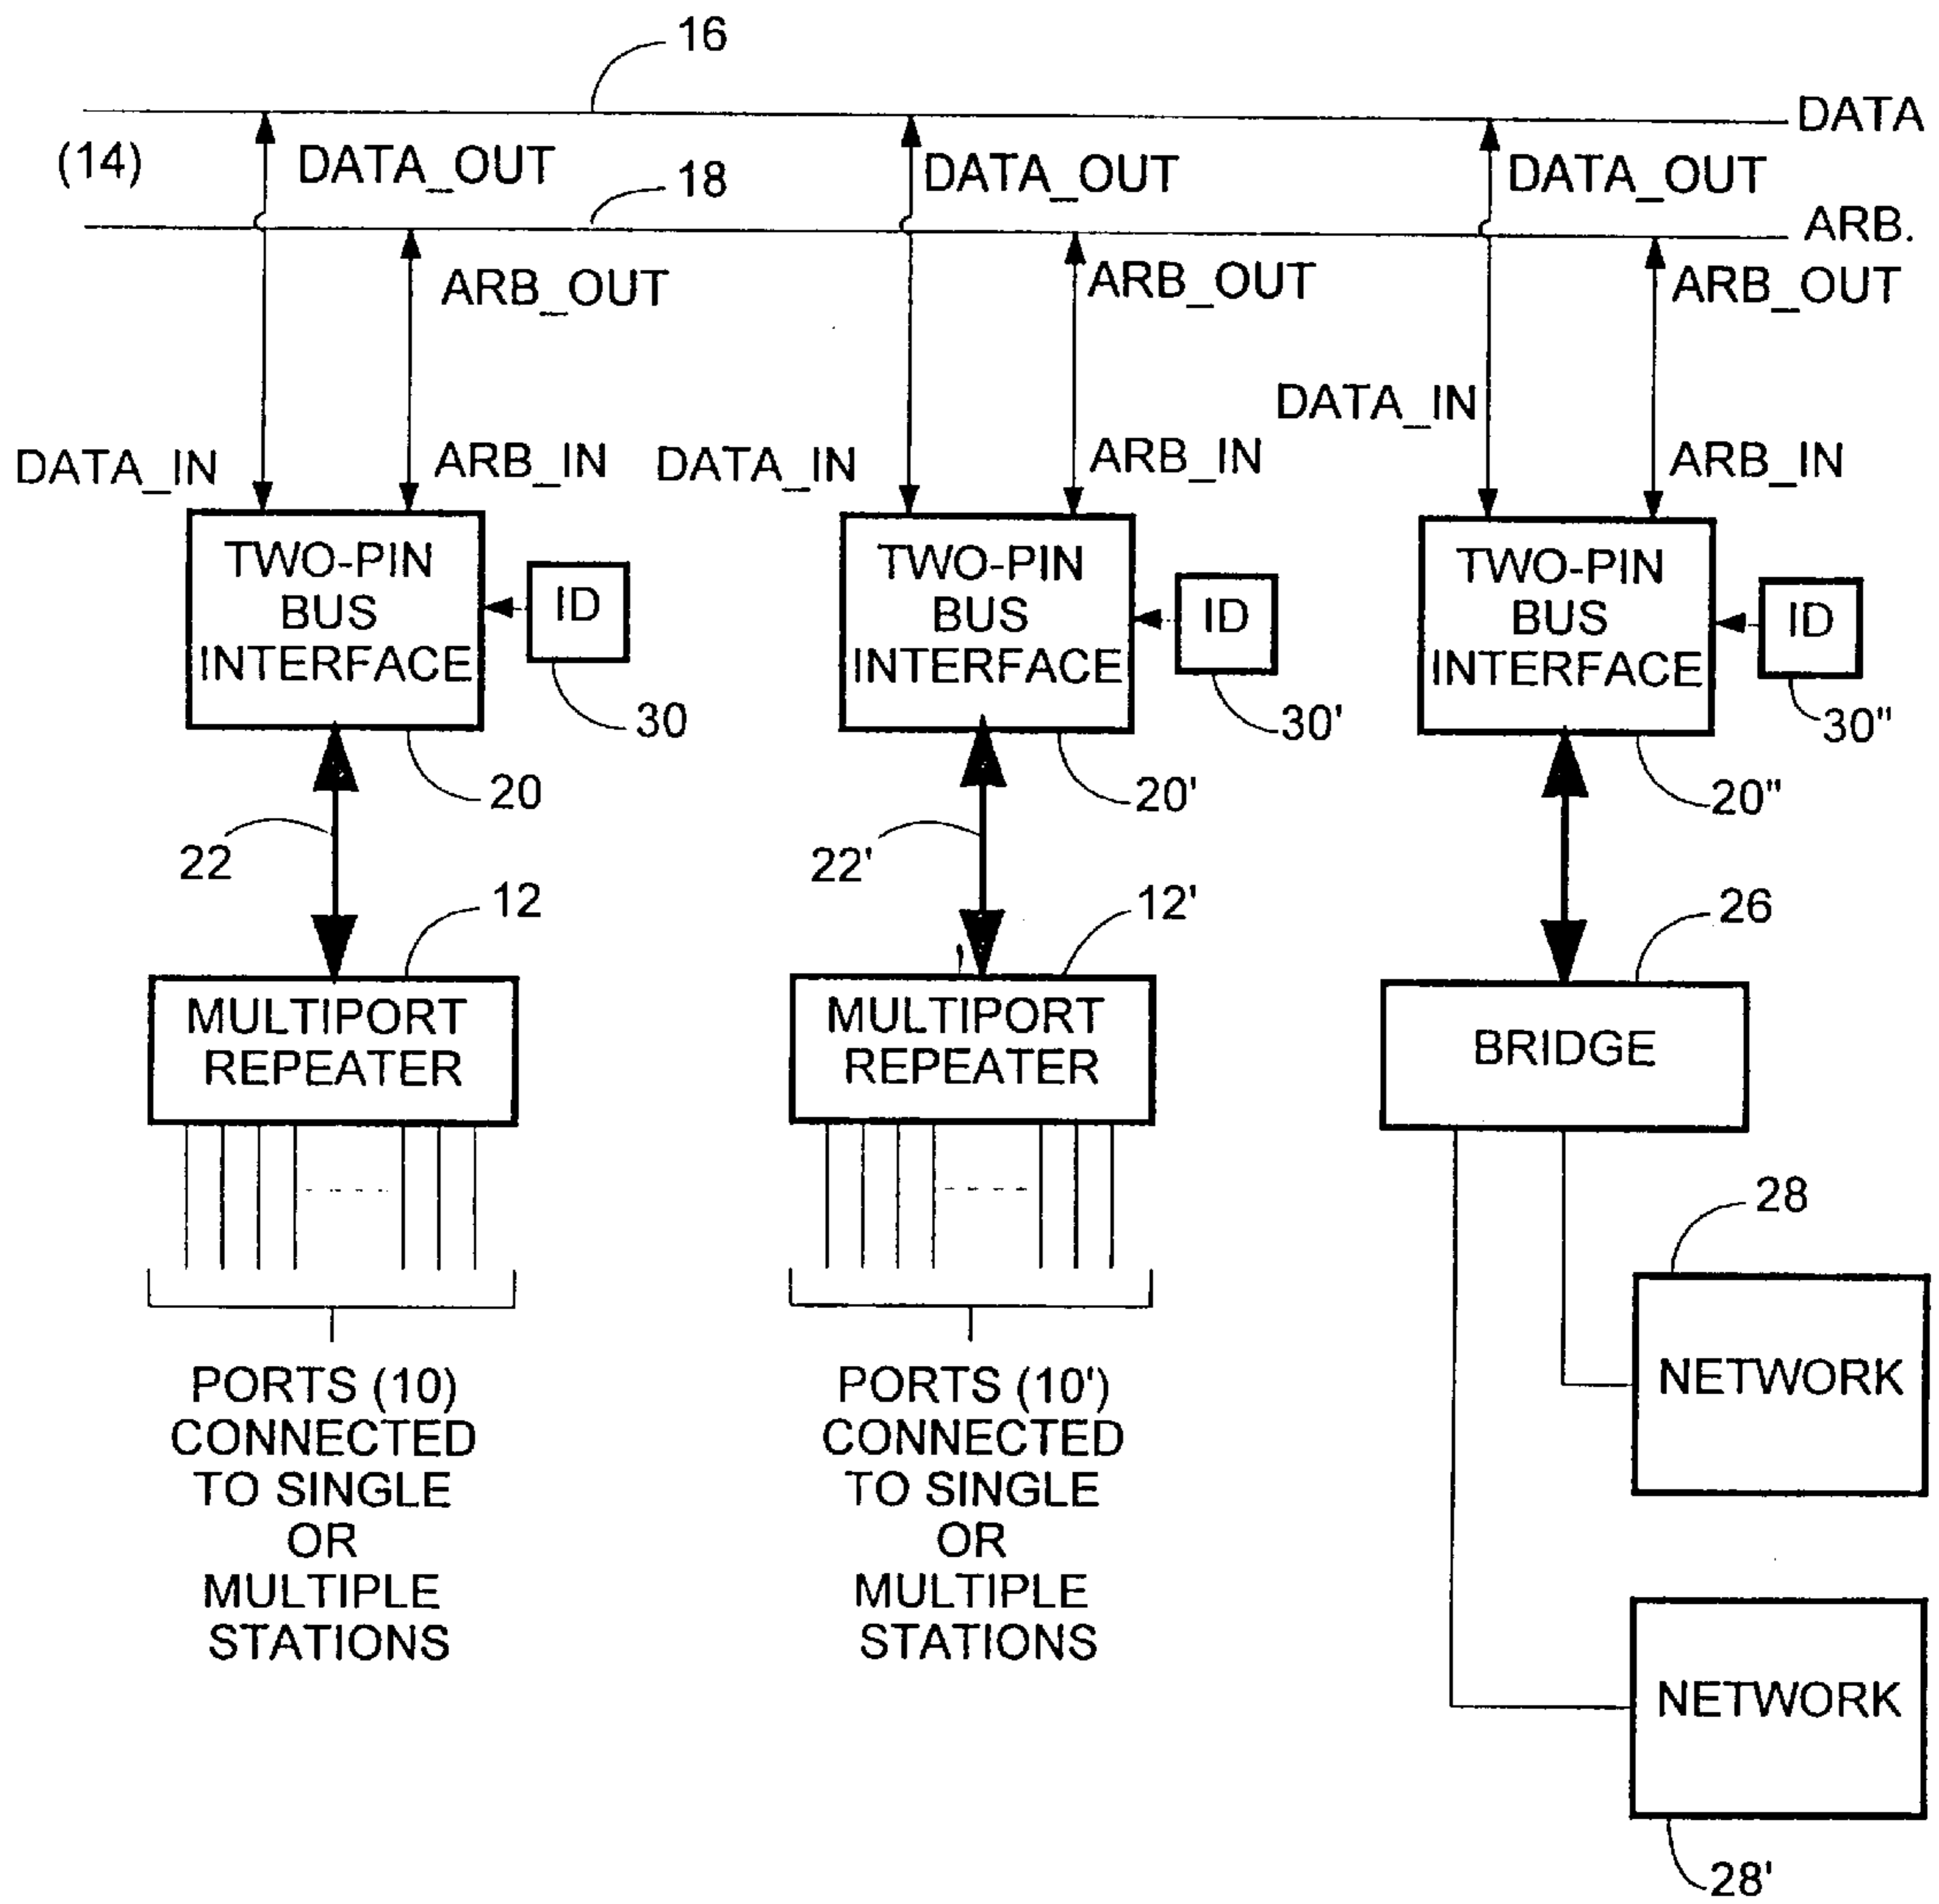 16
DATA
(14)
DATA_OUT
DATA_OUT
DATA_OUT
18
ARB.
ARB_OUT
ARB_OUT
ARB_OUT
DATA_IN
ARB_IN
DATA_IN
ARB_IN
DATA_IN
ARB_IN
TWO-PIN
BUS
INTERFACE
ID
30
20
TWO-PIN
BUS
INTERFACE
ID
30'
20'
TWO-PIN
BUS
INTERFACE
ID
30"
20"
22
12
22'
12'
26
MULTIPORT
REPEATER
MULTIPORT
REPEATER
BRIDGE
28
NETWORK
PORTS (10)
CONNECTED
TO SINGLE
OR
MULTIPLE
STATIONS
PORTS (10')
CONNECTED
TO SINGLE
OR
MULTIPLE
STATIONS
NETWORK
28'